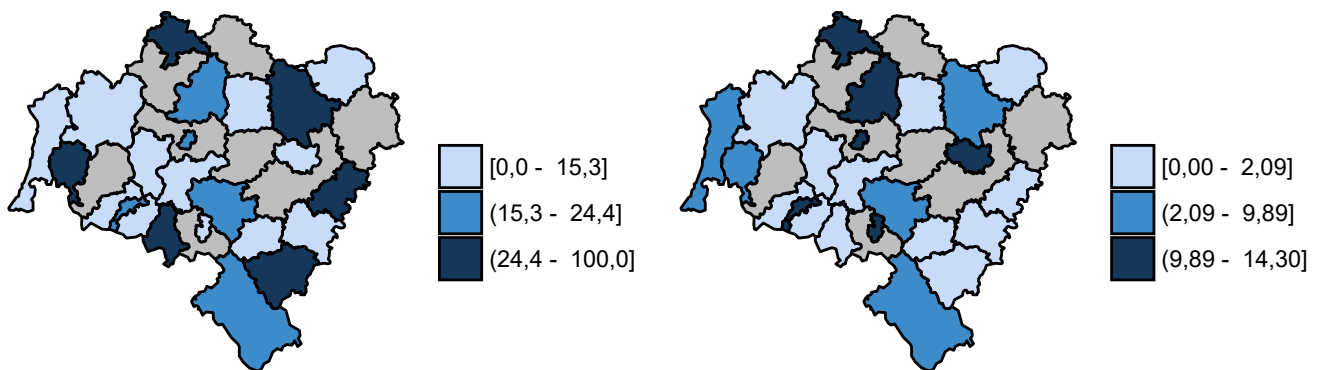 [0,0 - 15,3]
(15,3 - 24,4]
(24,4 - 100,0]
[0,00 - 2,09]
(2,09 - 9,89]
(9,89 - 14,30]